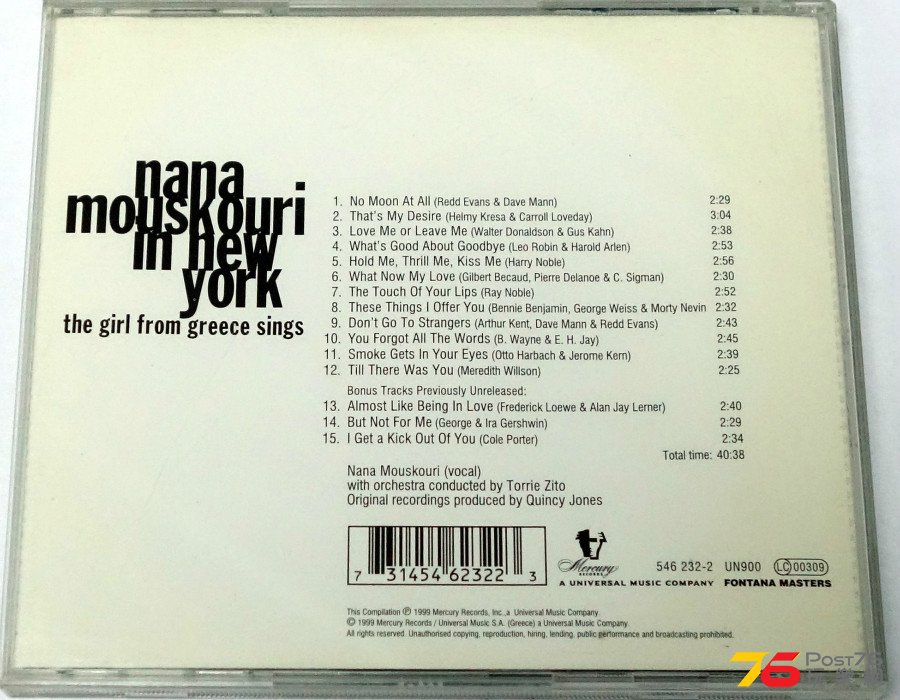 nana
mouskouri
in new
york
the girl from greece sings
1. No Moon At All (Redd Evans & Dave Mann) 2:29
2. That's My Desire (Helmy Kresa & Carroll Loveday) 3:04
3. Love Me or Leave Me (Walter Donaldson & Gus Kahn) 2:38
4. What's Good About Goodbye (Leo Robin & Harold Arlen) 2:53
5. Hold Me, Thrill Me, Kiss Me (Harry Noble) 2:56
6. What Now My Love (Gilbert Becaud, Pierre Delanoe & C. Sigman) 2:30
7. The Touch Of Your Lips (Ray Noble) 2:52
8. These Things I Offer You (Bennie Benjamin, George Weiss & Morty Nevin 2:32
9. Don't Go To Strangers (Arthur Kent, Dave Mann & Redd Evans) 2:43
10. You Forgot All The Words (B. Wayne & E. H. Jay) 2:45
11. Smoke Gets In Your Eyes (Otto Harbach & Jerome Kern) 2:39
12. Till There Was You (Meredith Willson) 2:25
Bonus Tracks Previously Unreleased:
13. Almost Like Being In Love (Frederick Loewe & Alan Jay Lerner) 2:40
14. But Not For Me (George & Ira Gershwin) 2:29
15. I Get a Kick Out Of You (Cole Porter) 2:34
Total time: 40:38
Nana Mouskouri (vocal)
with orchestra conducted by Torrie Zito
Original recordings produced by Quincy Jones
7 31454 62322 3
Mercury
RECORDS
A UNIVERSAL MUSIC COMPANY
546 232-2 UN900 LC 00309
FONTANA MASTERS
This Compilation ℗ 1999 Mercury Records, Inc., a Universal Music Company.
© 1999 Mercury Records / Universal Music S.A. (Greece) a Universal Music Company.
All rights reserved. Unauthorised copying, reproduction, hiring, lending, public performance and broadcasting prohibited.
76 Post76